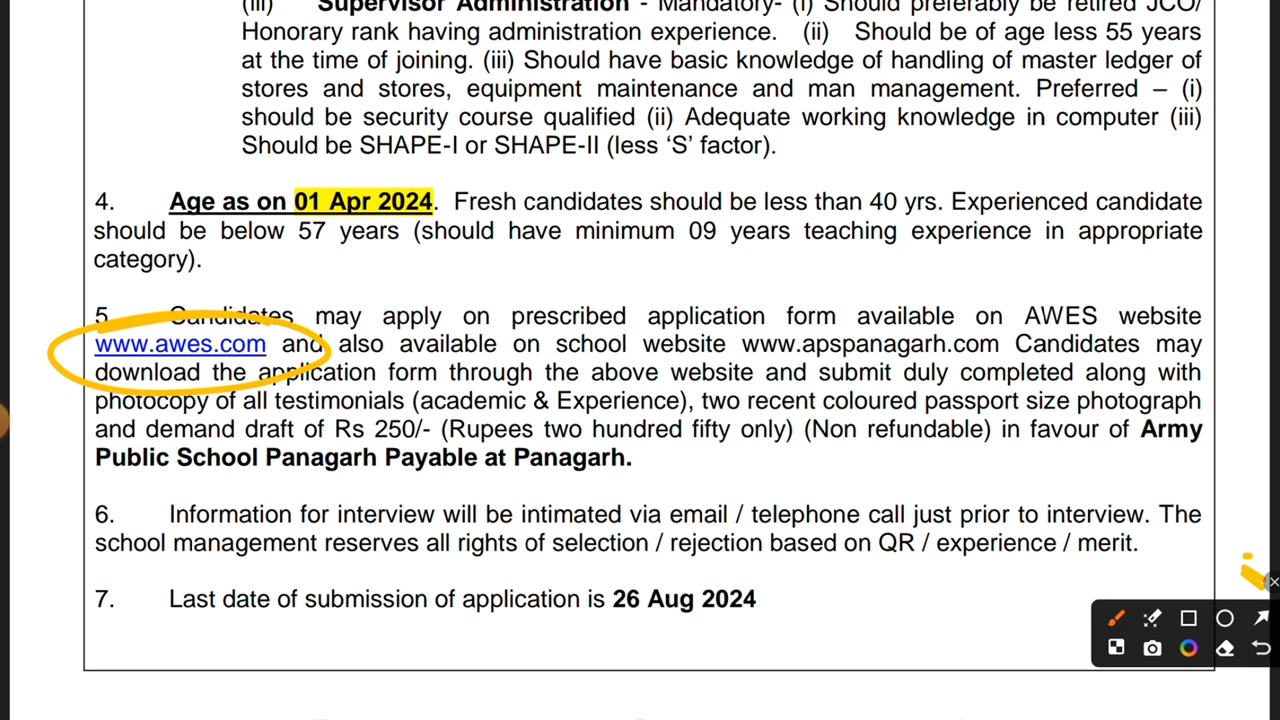 (iii) Supervisor Administration - Mandatory- (i) Should preferably be retired JCO/
Honorary rank having administration experience. (ii) Should be of age less 55 years
at the time of joining. (iii) Should have basic knowledge of handling of master ledger of
stores and stores, equipment maintenance and man management. Preferred – (i)
should be security course qualified (ii) Adequate working knowledge in computer (iii)
Should be SHAPE-I or SHAPE-II (less ‘S’ factor).
4. Age as on 01 Apr 2024. Fresh candidates should be less than 40 yrs. Experienced candidate
should be below 57 years (should have minimum 09 years teaching experience in appropriate
category).
5 Candidates may apply on prescribed application form available on AWES website
www.awes.com and also available on school website www.apspanagarh.com Candidates may
download the application form through the above website and submit duly completed along with
photocopy of all testimonials (academic & Experience), two recent coloured passport size photograph
and demand draft of Rs 250/- (Rupees two hundred fifty only) (Non refundable) in favour of Army
Public School Panagarh Payable at Panagarh.
6. Information for interview will be intimated via email / telephone call just prior to interview. The
school management reserves all rights of selection / rejection based on QR / experience / merit.
7. Last date of submission of application is 26 Aug 2024